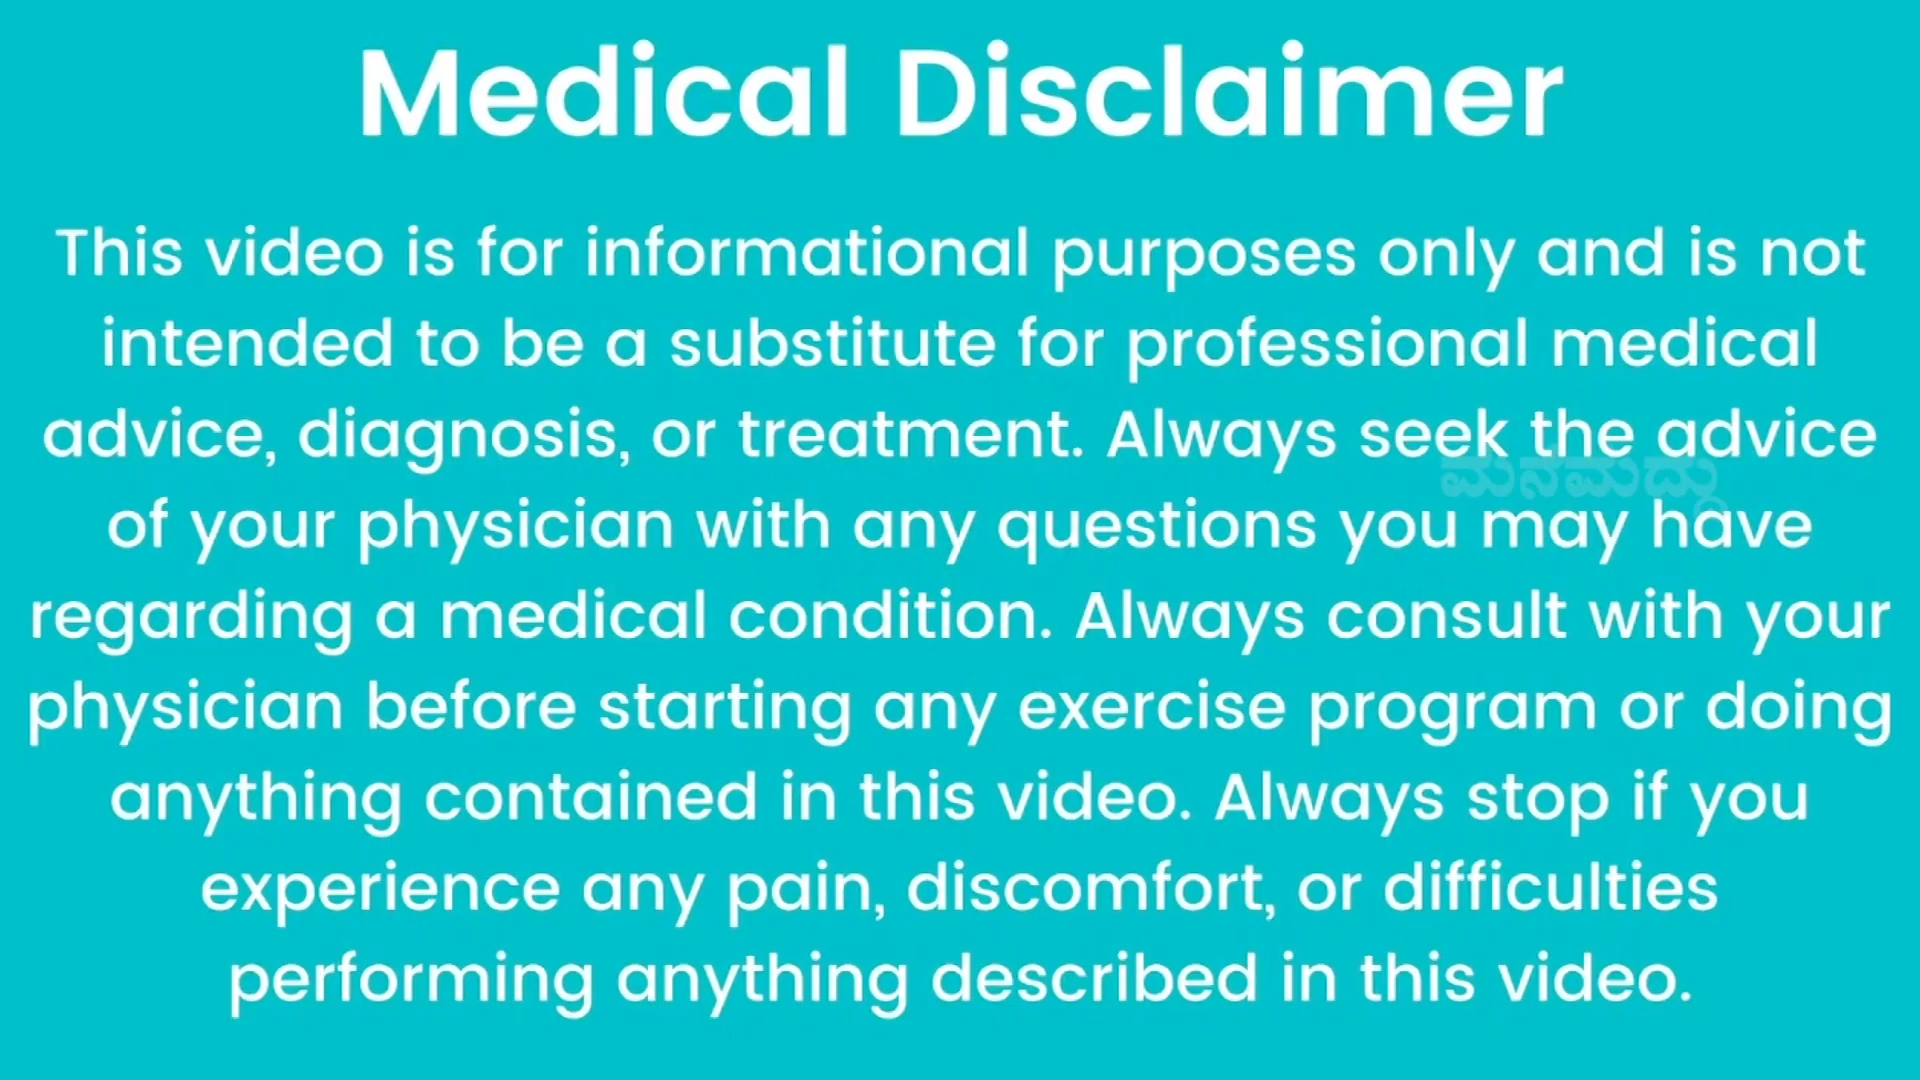 Medical Disclaimer
This video is for informational purposes only and is not
intended to be a substitute for professional medical
advice, diagnosis, or treatment. Always seek the advice
ಮನಮದ್ದು
of your physician with any questions you may have
regarding a medical condition. Always consult with your
physician before starting any exercise program or doing
anything contained in this video. Always stop if you
experience any pain, discomfort, or difficulties
performing anything described in this video.